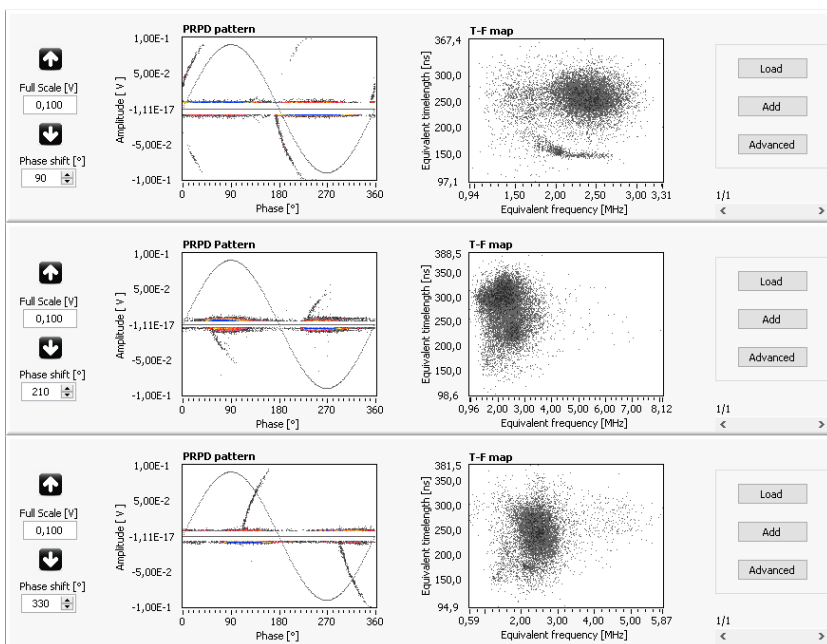 PRPD pattern
T-F map
Full Scale [V]
0,100
Phase shift [°]
90
Amplitude [ V ]
1,00E-1
5,00E-2
-1,11E-17
-5,00E-2
-1,00E-1
0 90 180 270 360
Phase [°]
Equivalent timelength [ns]
367,4
300,0
250,0
200,0
150,0
97,1
0,94 1,50 2,00 2,50 3,00 3,31
Equivalent frequency [MHz]
Load
Add
Advanced
1/1
PRPD Pattern
T-F map
Full Scale [V]
0,100
Phase shift [°]
210
Amplitude [ V ]
1,00E-1
5,00E-2
-1,11E-17
-5,00E-2
-1,00E-1
0 90 180 270 360
Phase [°]
Equivalent timelength [ns]
388,5
350,0
300,0
250,0
200,0
150,0
98,6
0,96 2,00 3,00 4,00 5,00 6,00 7,00 8,12
Equivalent frequency [MHz]
Load
Add
Advanced
1/1
PRPD pattern
T-F map
Full Scale [V]
0,100
Phase shift [°]
330
Amplitude [ V ]
1,00E-1
5,00E-2
-1,11E-17
-5,00E-2
-1,00E-1
0 90 180 270 360
Phase [°]
Equivalent timelength [ns]
381,5
300,0
250,0
200,0
150,0
94,9
0,59 2,00 3,00 4,00 5,00 5,87
Equivalent frequency [MHz]
Load
Add
Advanced
1/1